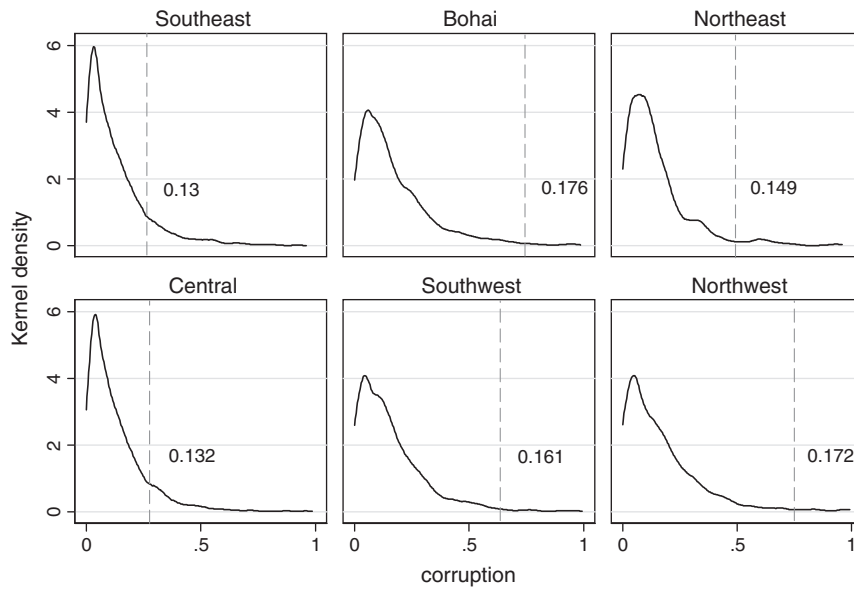 Southeast Bohai Northeast
6
4
2
0
0.13 0.176 0.149
Kernel density
Central Southwest Northwest
6
4
2
0
0.132 0.161 0.172
0 .5 1 0 .5 1 0 .5 1
corruption